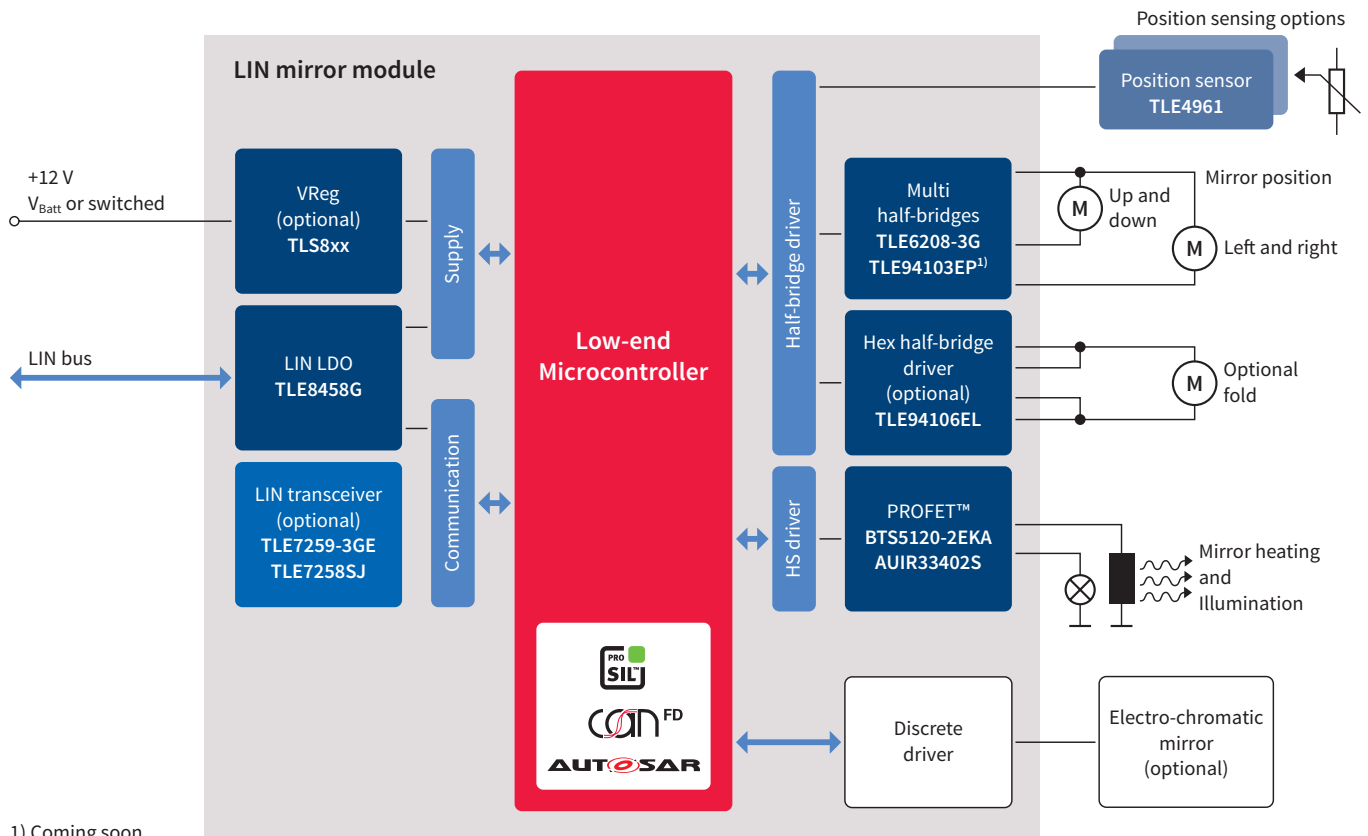 Position sensing options
LIN mirror module
Position sensor
TLE4961
+12 V
VBatt or switched
VReg
(optional)
TLS8xx
Supply
LIN bus
LIN LDO
TLE8458G
LIN transceiver
(optional)
TLE7259-3GE
TLE7258SJ
Communication
Low-end
Microcontroller
PRO
SIL™
CAN FD
AUTOSAR
Half-bridge driver
Multi
half-bridges
TLE6208-3G
TLE94103EP1)
Mirror position
M
Up and
down
M
Left and right
Hex half-bridge
driver
(optional)
TLE94106EL
M
Optional
fold
HS driver
PROFET™
BTS5120-2EKA
AUIR33402S
Mirror heating
and
Illumination
Discrete
driver
Electro-chromatic
mirror
(optional)
1) Coming soon